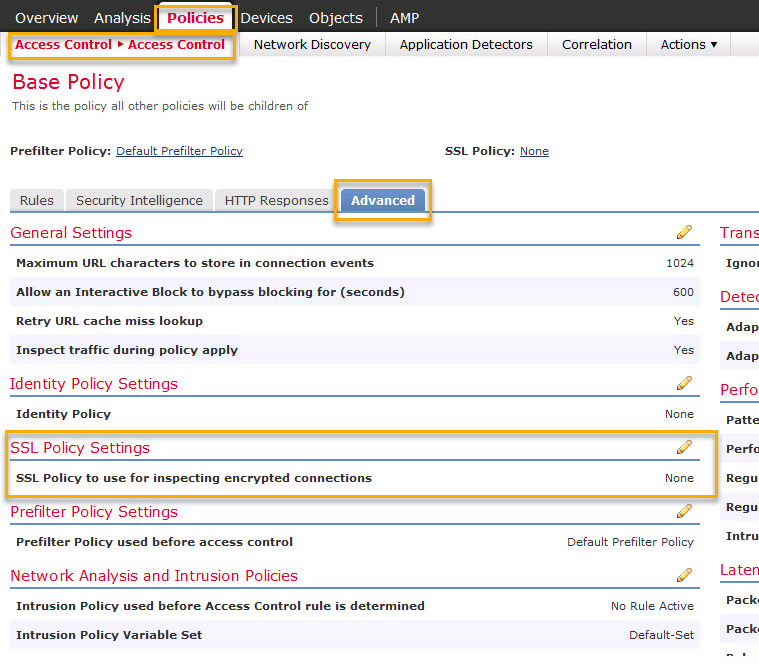 Overview Analysis Policies Devices Objects AMP
Access Control ▸ Access Control Network Discovery Application Detectors Correlation Actions ▼
Base Policy
This is the policy all other policies will be children of
Prefilter Policy: Default Prefilter Policy SSL Policy: None
Rules Security Intelligence HTTP Responses Advanced
General Settings Trans
Maximum URL characters to store in connection events 1024 Ignor
Allow an Interactive Block to bypass blocking for (seconds) 600
Detec
Retry URL cache miss lookup Yes Adap
Inspect traffic during policy apply Yes Adap
Identity Policy Settings Perfo
Identity Policy None Patte
SSL Policy Settings Perfo
SSL Policy to use for inspecting encrypted connections None Regu
Prefilter Policy Settings Regu
Prefilter Policy used before access control Default Prefilter Policy Intru
Network Analysis and Intrusion Policies Laten
Intrusion Policy used before Access Control rule is determined No Rule Active Packe
Intrusion Policy Variable Set Default-Set Packe